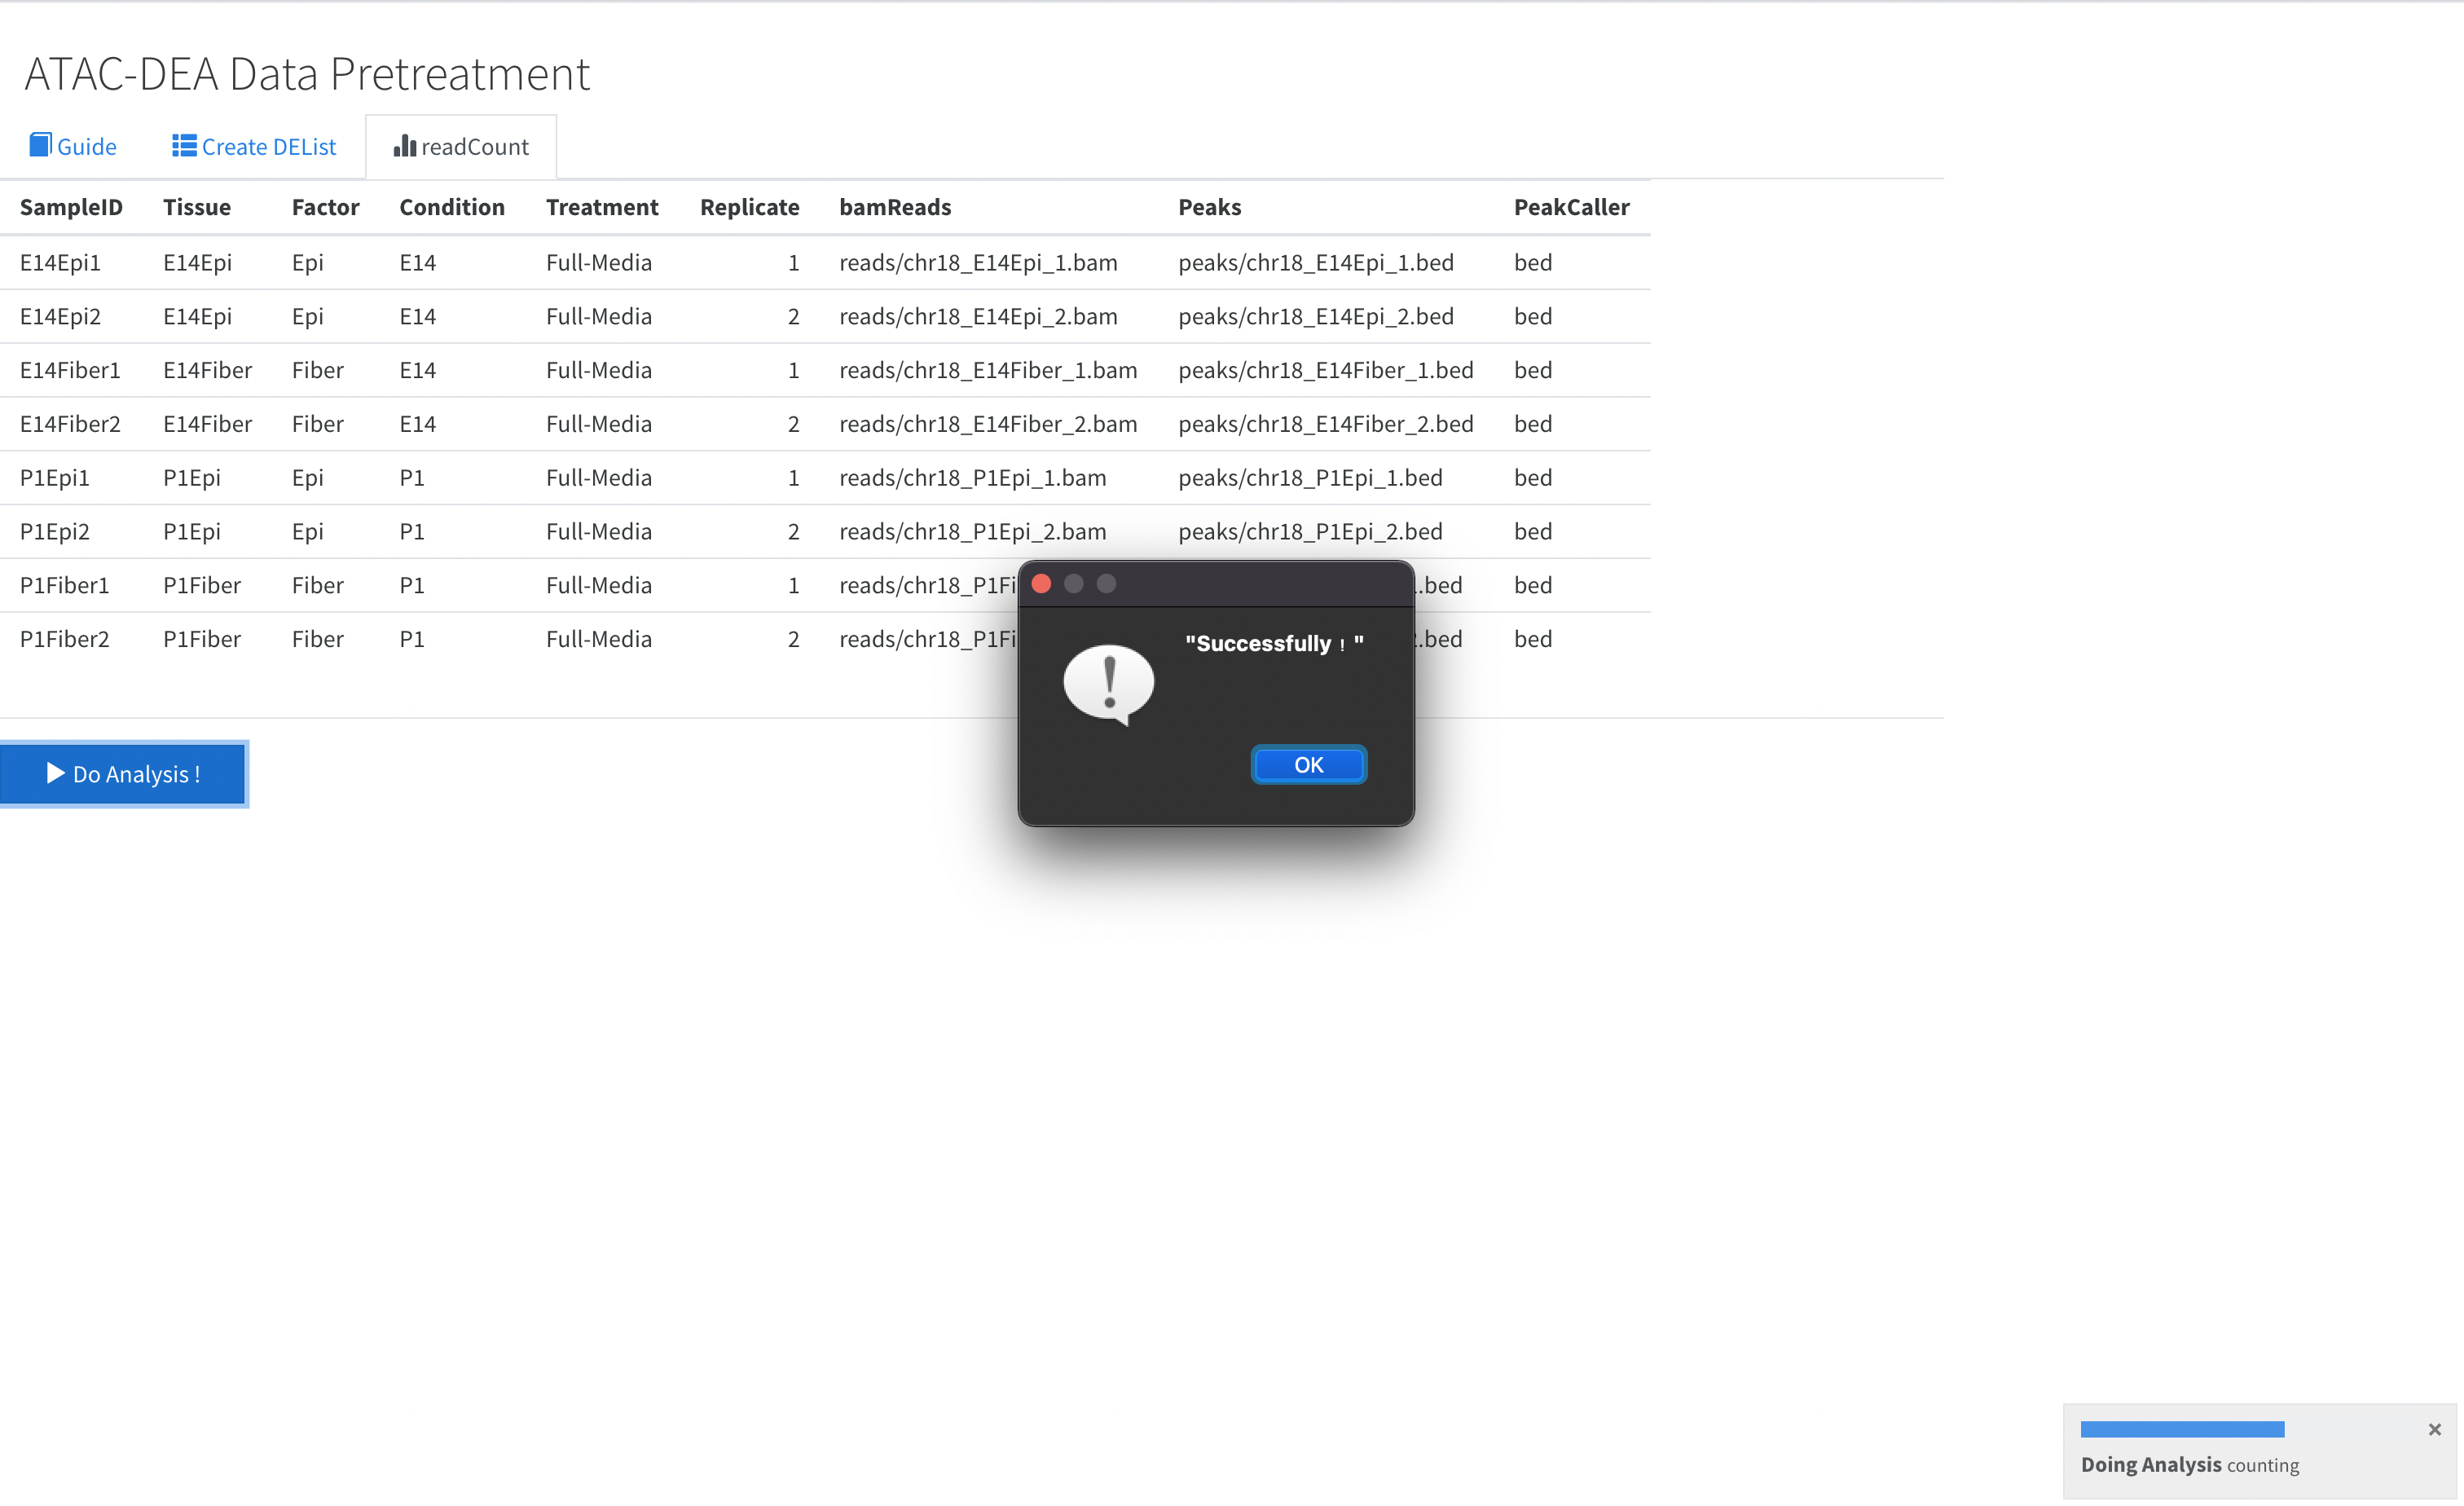 ATAC-DEA Data Pretreatment
Guide Create DEList readCount
SampleID Tissue Factor Condition Treatment Replicate bamReads Peaks PeakCaller
E14Epi1 E14Epi Epi E14 Full-Media 1 reads/chr18_E14Epi_1.bam peaks/chr18_E14Epi_1.bed bed
E14Epi2 E14Epi Epi E14 Full-Media 2 reads/chr18_E14Epi_2.bam peaks/chr18_E14Epi_2.bed bed
E14Fiber1 E14Fiber Fiber E14 Full-Media 1 reads/chr18_E14Fiber_1.bam peaks/chr18_E14Fiber_1.bed bed
E14Fiber2 E14Fiber Fiber E14 Full-Media 2 reads/chr18_E14Fiber_2.bam peaks/chr18_E14Fiber_2.bed bed
P1Epi1 P1Epi Epi P1 Full-Media 1 reads/chr18_P1Epi_1.bam peaks/chr18_P1Epi_1.bed bed
P1Epi2 P1Epi Epi P1 Full-Media 2 reads/chr18_P1Epi_2.bam peaks/chr18_P1Epi_2.bed bed
P1Fiber1 P1Fiber Fiber P1 Full-Media 1 reads/chr18_P1Fi .bed bed
P1Fiber2 P1Fiber Fiber P1 Full-Media 2 reads/chr18_P1Fi .bed bed
"Successfully！"
OK
Do Analysis !
Doing Analysis counting